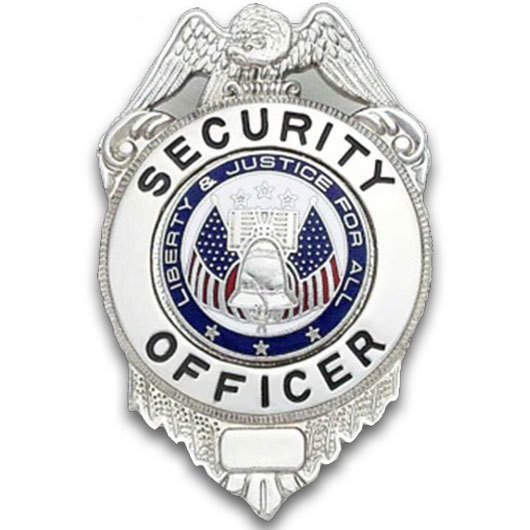 SECURITY
LIBERTY & JUSTICE FOR ALL
OFFICER